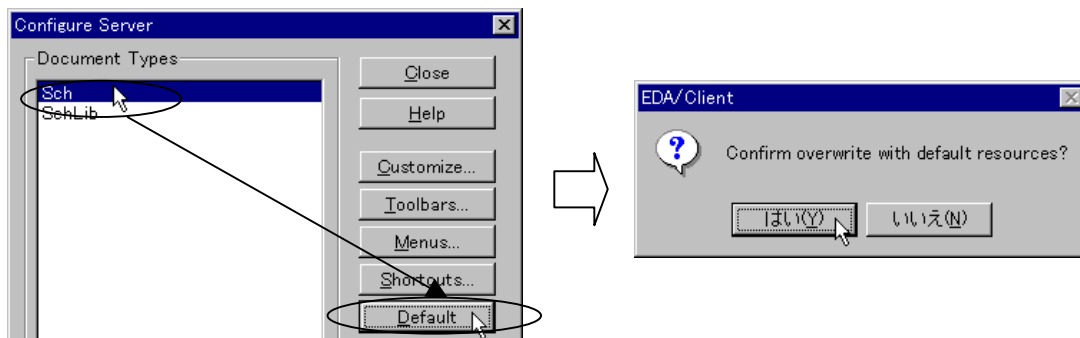 Configure Server
Document Types
Sch
SchLib
Close
Help
Customize...
Toolbars...
Menus...
Shortcuts...
Default
EDA/Client
Confirm overwrite with default resources?
はい(Y)
いいえ(N)